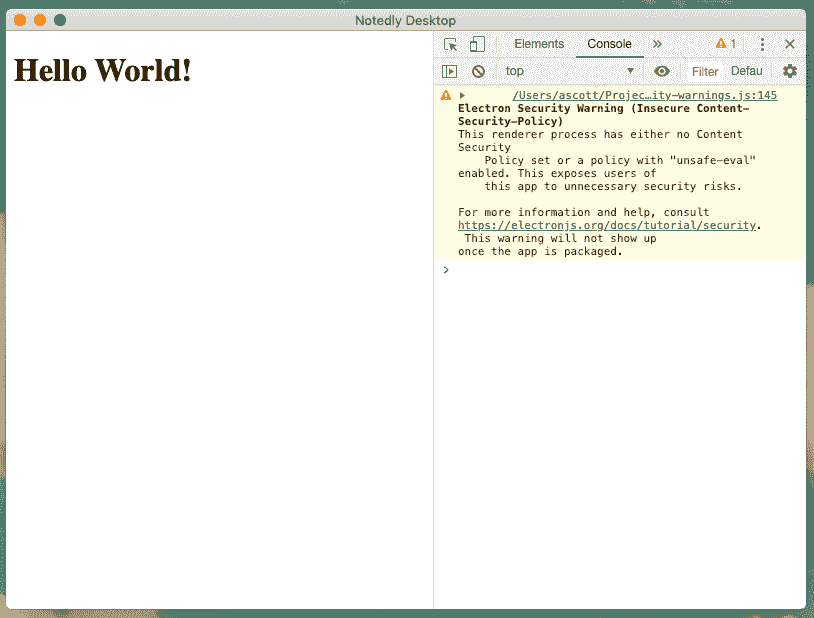 Notedly Desktop
Hello World!
Elements Console » 1
top Filter Defau
/Users/ascott/Projec…ity-warnings.js:145
Electron Security Warning (Insecure Content-
Security-Policy)
This renderer process has either no Content
Security
Policy set or a policy with "unsafe-eval"
enabled. This exposes users of
this app to unnecessary security risks.
For more information and help, consult
https://electronjs.org/docs/tutorial/security.
This warning will not show up
once the app is packaged.